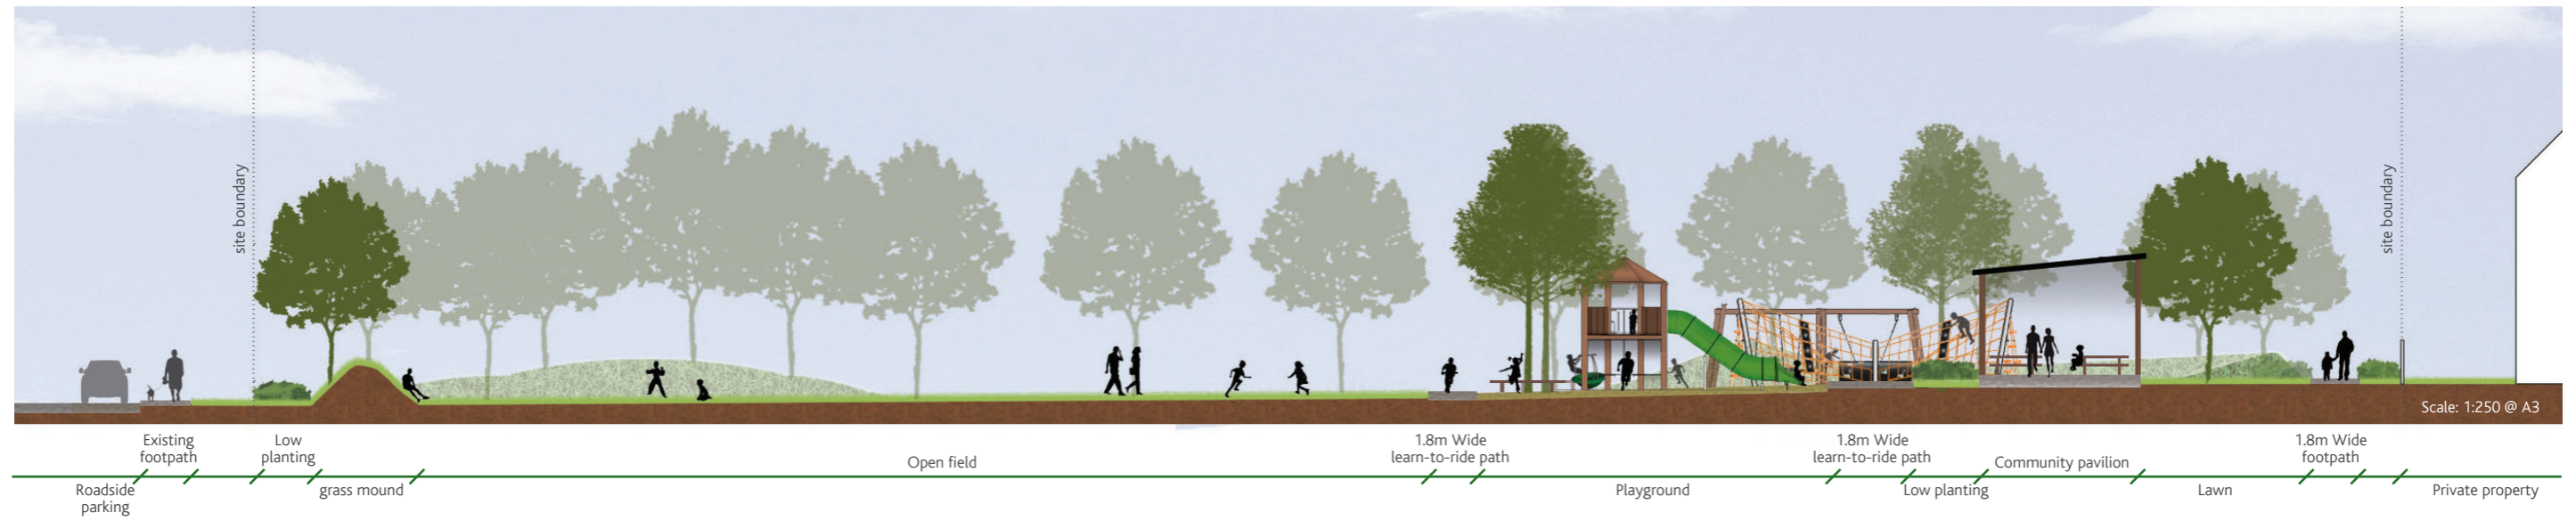 site boundary
site boundary
Scale: 1:250 @ A3
Existing
footpath
Low
planting
Open field
1.8m Wide
learn-to-ride path
1.8m Wide
learn-to-ride path
Community pavilion
1.8m Wide
footpath
Roadside
parking
grass mound
Playground
Low planting
Lawn
Private property